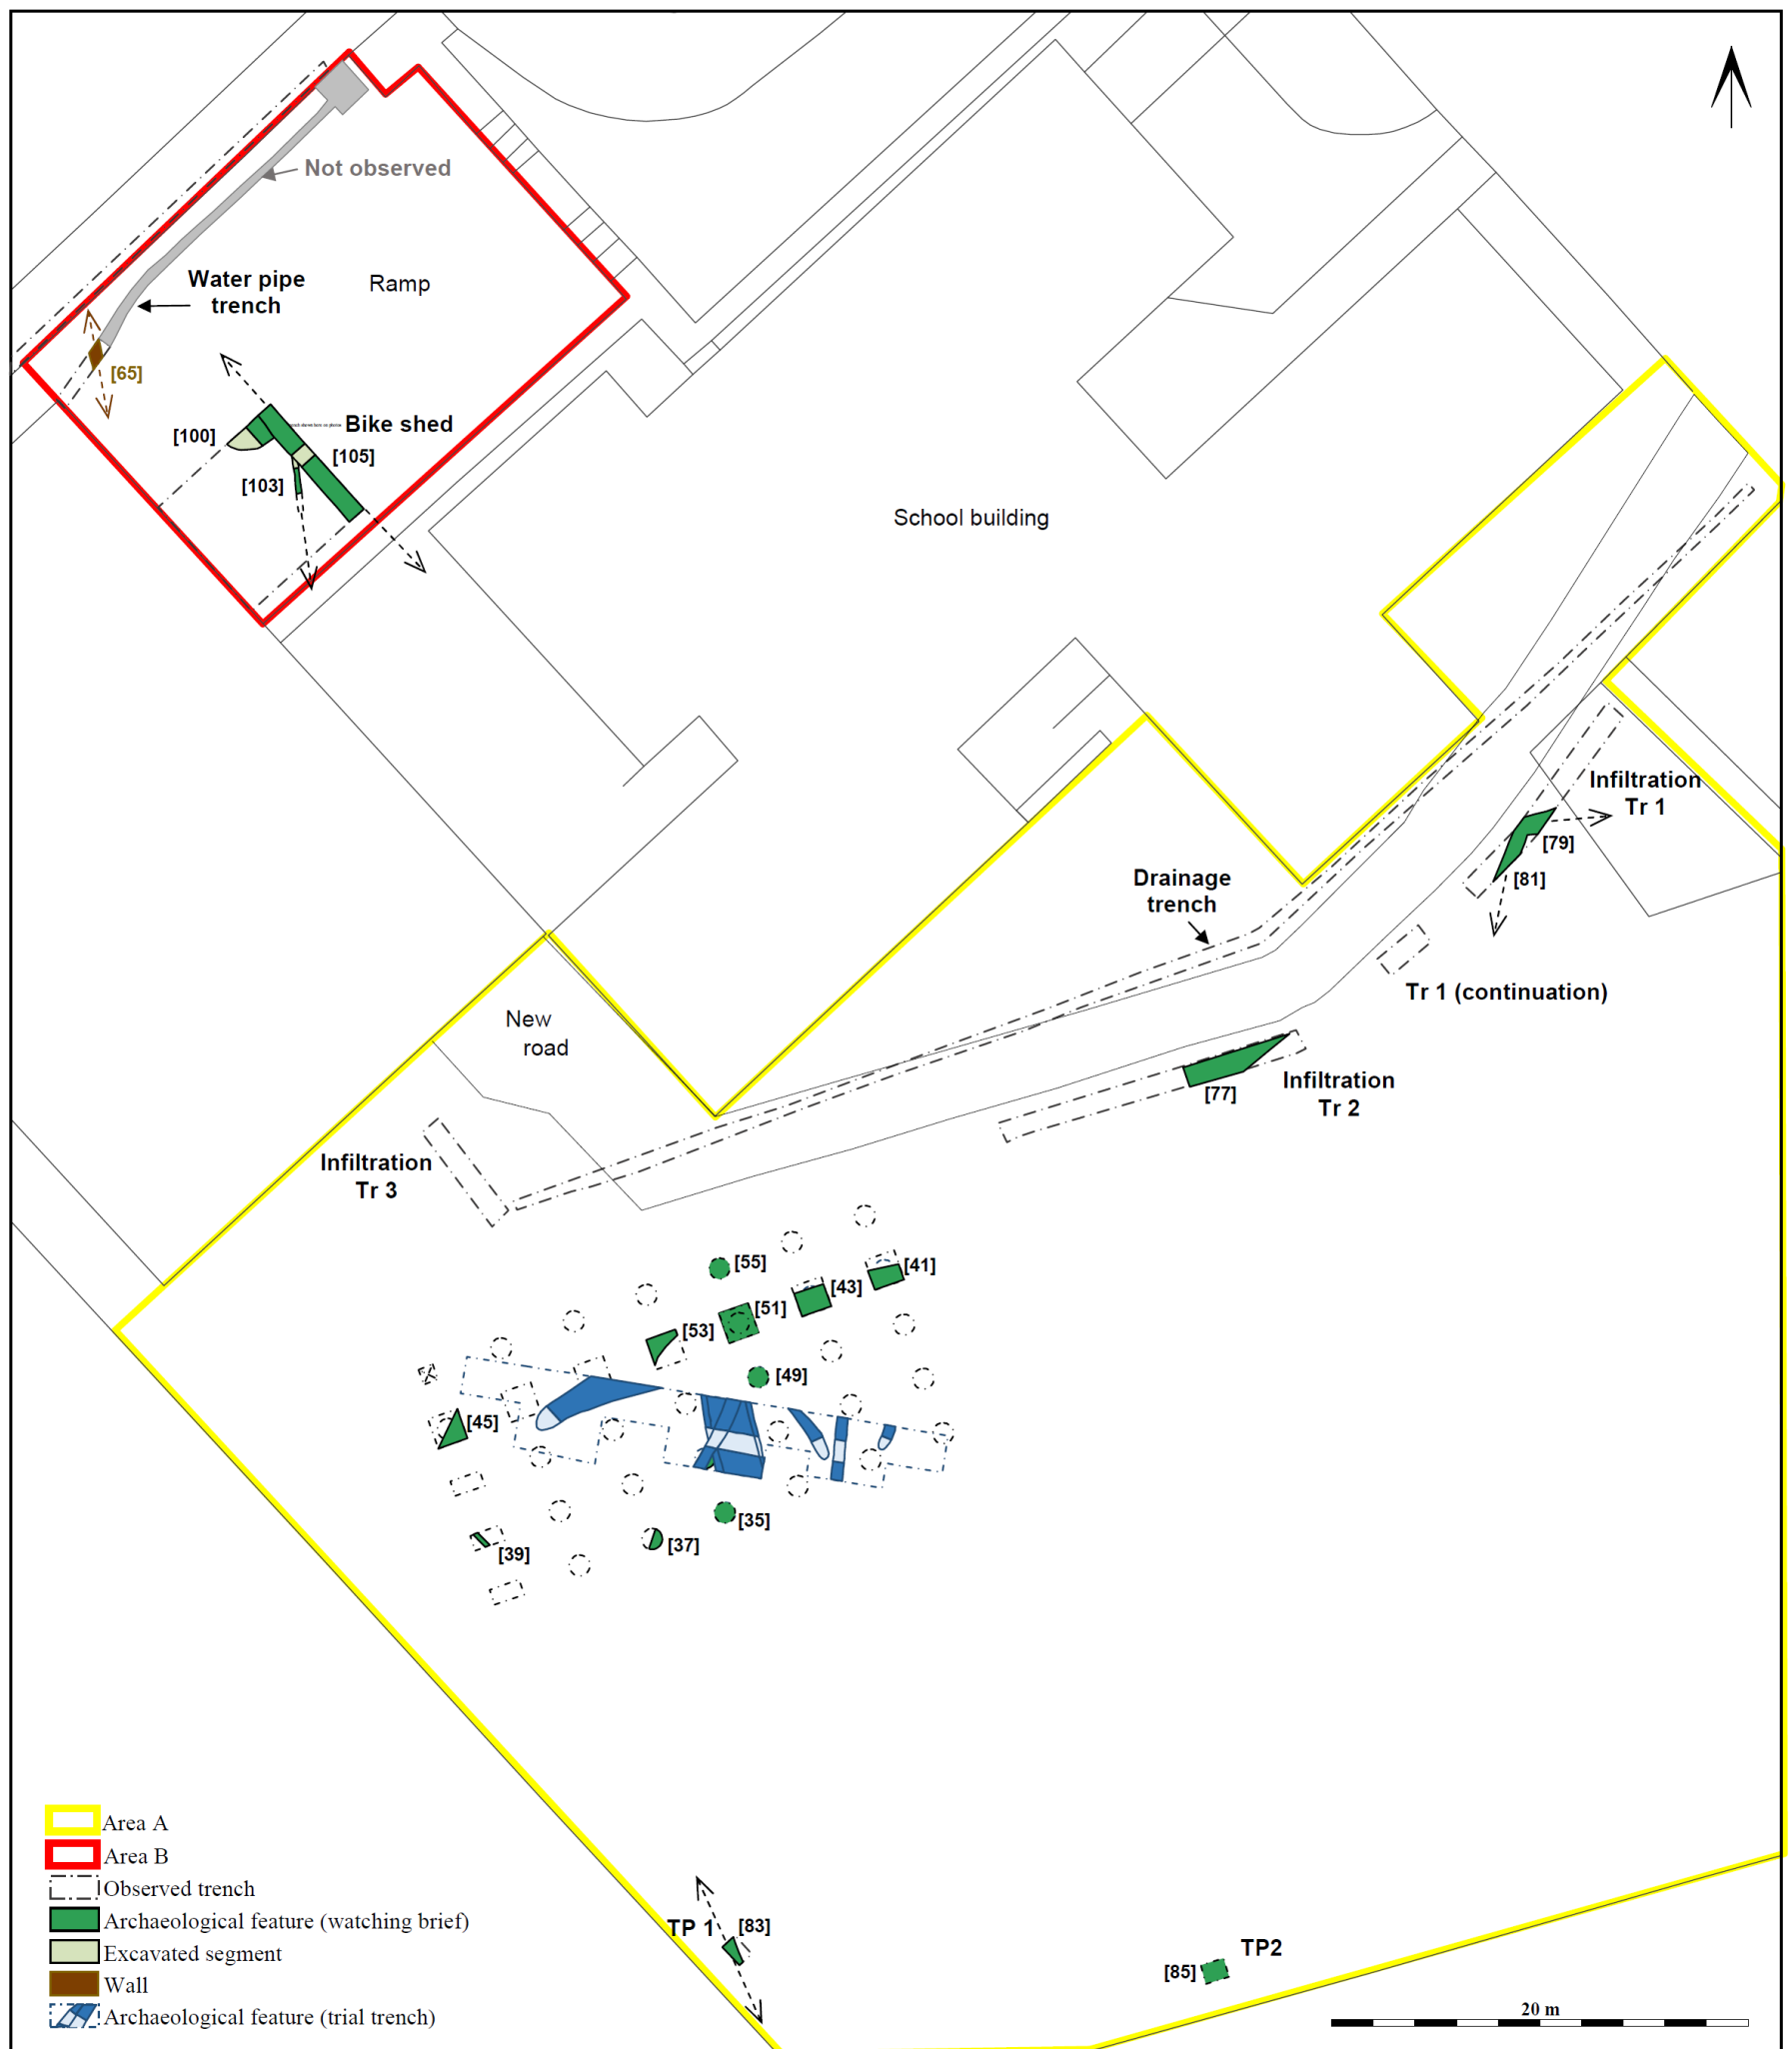 Not observed
Water pipe
trench
Ramp
[65]
[100]
Bike shed
[105]
[103]
School building
Infiltration
Tr 1
[79]
[81]
Drainage
trench
Tr 1 (continuation)
New
road
[77]
Infiltration
Tr 2
Infiltration
Tr 3
[55]
[41]
[43]
[51]
[53]
[49]
[45]
[35]
[37]
[39]
Area A
Area B
Observed trench
Archaeological feature (watching brief)
Excavated segment
Wall
Archaeological feature (trial trench)
TP 1
[83]
TP2
[85]
20 m